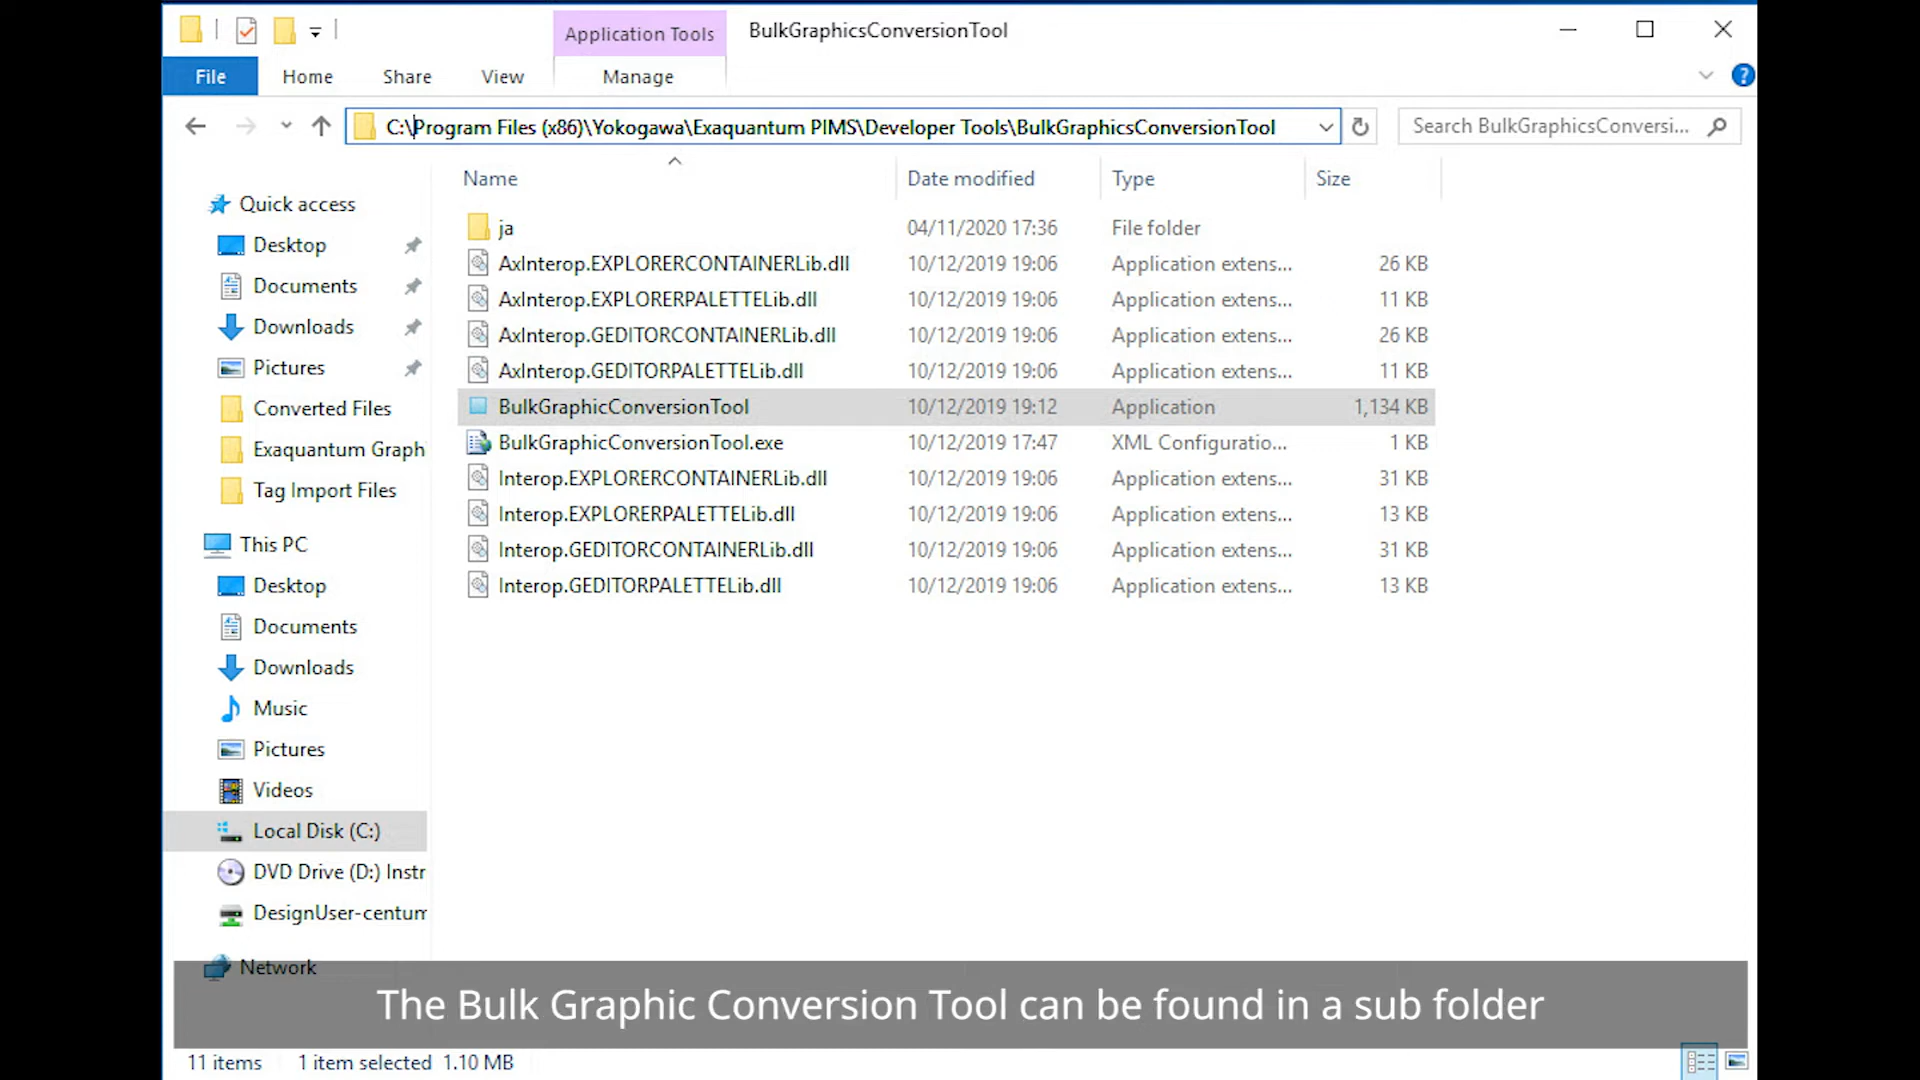 Application Tools
BulkGraphicsConversionTool
File
Home
Share
View
Manage
C:\Program Files (x86)\Yokogawa\Exaquantum PIMS\Developer Tools\BulkGraphicsConversionTool
Search BulkGraphicsConversi...
Name
Date modified
Type
Size
Quick access
Desktop
Documents
Downloads
Pictures
Converted Files
Exaquantum Graph
Tag Import Files
This PC
Desktop
Documents
Downloads
Music
Pictures
Videos
Local Disk (C:)
DVD Drive (D:) Instr
DesignUser-centum
Network
ja 04/11/2020 17:36 File folder
AxInterop.EXPLORERCONTAINERLib.dll 10/12/2019 19:06 Application extens... 26 KB
AxInterop.EXPLORERPALETTELib.dll 10/12/2019 19:06 Application extens... 11 KB
AxInterop.GEDITORCONTAINERLib.dll 10/12/2019 19:06 Application extens... 26 KB
AxInterop.GEDITORPALETTELib.dll 10/12/2019 19:06 Application extens... 11 KB
BulkGraphicConversionTool 10/12/2019 19:12 Application 1,134 KB
BulkGraphicConversionTool.exe 10/12/2019 17:47 XML Configuratio... 1 KB
Interop.EXPLORERCONTAINERLib.dll 10/12/2019 19:06 Application extens... 31 KB
Interop.EXPLORERPALETTELib.dll 10/12/2019 19:06 Application extens... 13 KB
Interop.GEDITORCONTAINERLib.dll 10/12/2019 19:06 Application extens... 31 KB
Interop.GEDITORPALETTELib.dll 10/12/2019 19:06 Application extens... 13 KB
The Bulk Graphic Conversion Tool can be found in a sub folder
11 items 1 item selected 1.10 MB